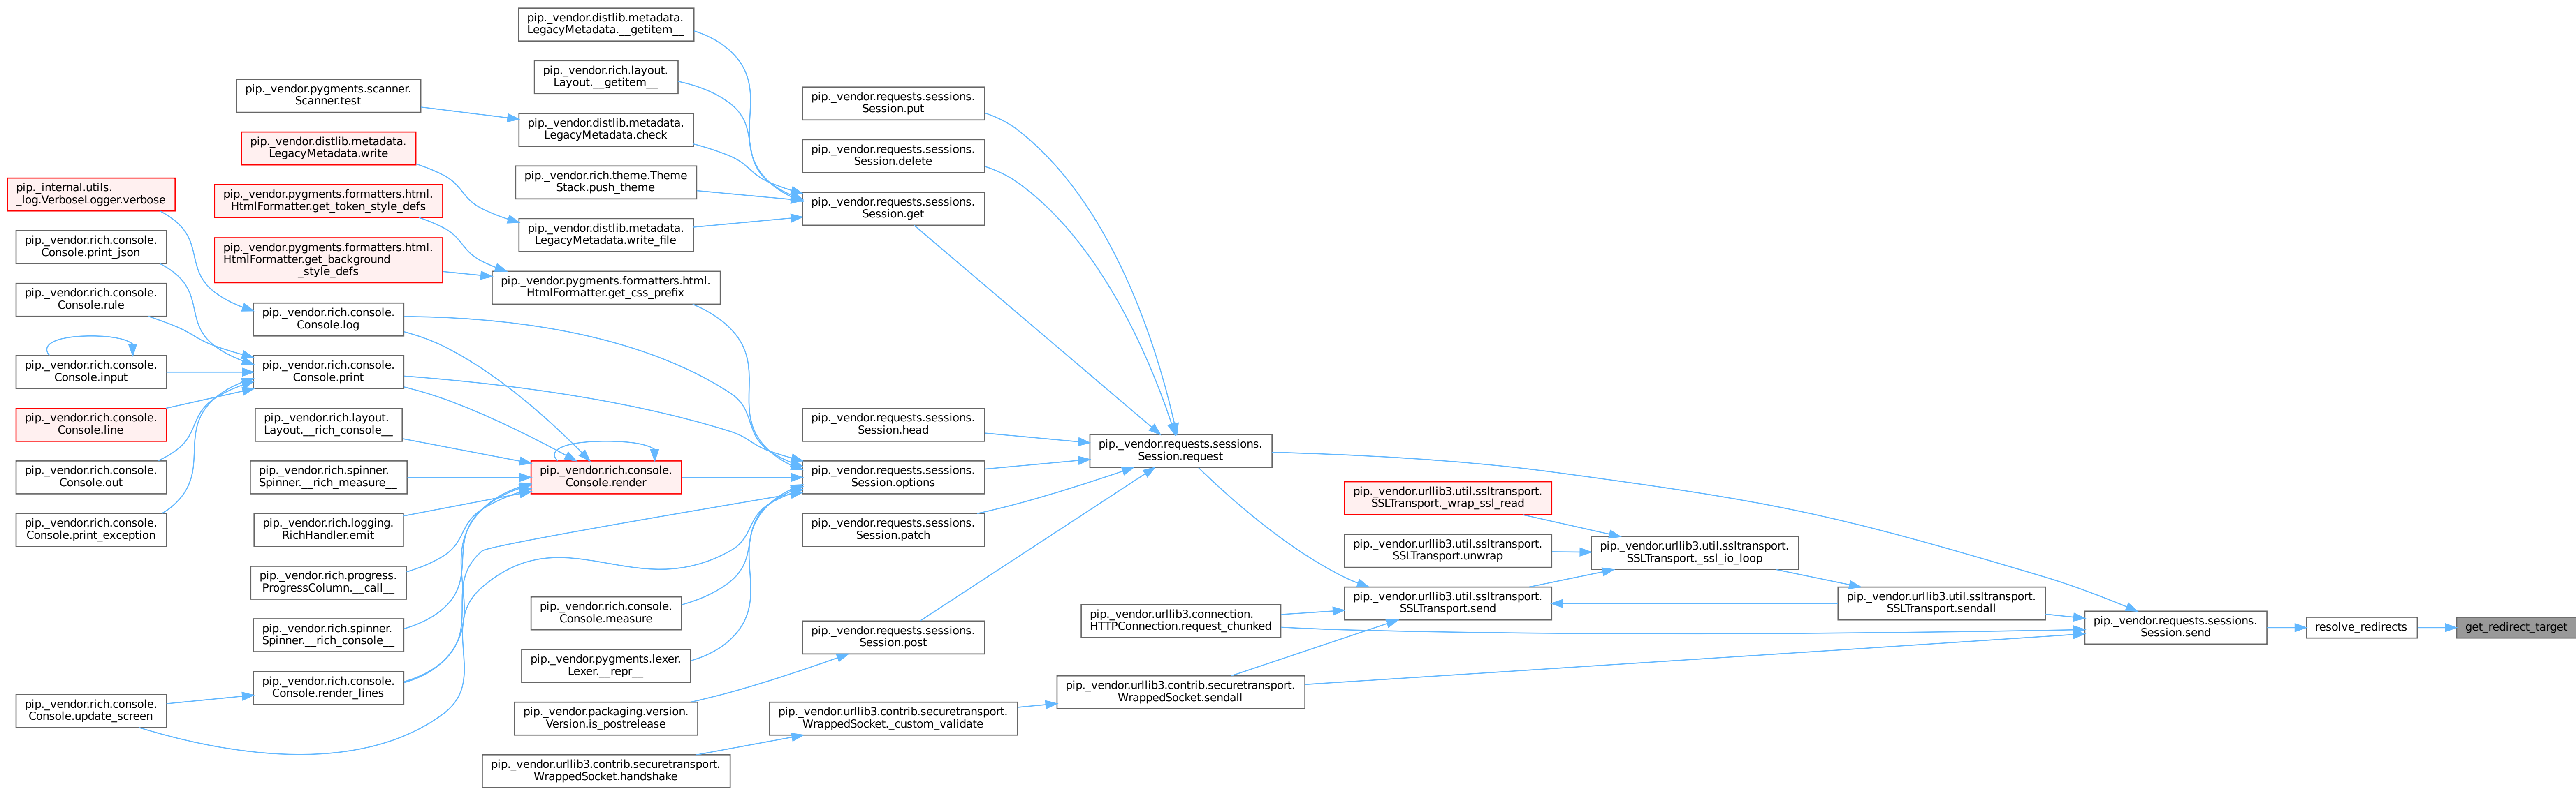 pip._vendor.distlib.metadata.
LegacyMetadata.__getitem__
pip._vendor.rich.layout.
Layout.__getitem__
pip._vendor.pygments.scanner.
Scanner.test
pip._vendor.requests.sessions.
Session.put
pip._vendor.distlib.metadata.
LegacyMetadata.check
pip._vendor.distlib.metadata.
LegacyMetadata.write
pip._vendor.requests.sessions.
Session.delete
pip._vendor.rich.theme.Theme
Stack.push_theme
pip._internal.utils.
_log.VerboseLogger.verbose
pip._vendor.pygments.formatters.html.
HtmlFormatter.get_token_style_defs
pip._vendor.requests.sessions.
Session.get
pip._vendor.distlib.metadata.
LegacyMetadata.write_file
pip._vendor.rich.console.
Console.print_json
pip._vendor.pygments.formatters.html.
HtmlFormatter.get_background
_style_defs
pip._vendor.pygments.formatters.html.
HtmlFormatter.get_css_prefix
pip._vendor.rich.console.
Console.rule
pip._vendor.rich.console.
Console.log
pip._vendor.rich.console.
Console.input
pip._vendor.rich.console.
Console.print
pip._vendor.rich.console.
Console.line
pip._vendor.rich.layout.
Layout.__rich_console__
pip._vendor.requests.sessions.
Session.head
pip._vendor.requests.sessions.
Session.request
pip._vendor.rich.console.
Console.out
pip._vendor.rich.spinner.
Spinner.__rich_measure__
pip._vendor.rich.console.
Console.render
pip._vendor.requests.sessions.
Session.options
pip._vendor.urllib3.util.ssltransport.
SSLTransport._wrap_ssl_read
pip._vendor.rich.console.
Console.print_exception
pip._vendor.rich.logging.
RichHandler.emit
pip._vendor.requests.sessions.
Session.patch
pip._vendor.urllib3.util.ssltransport.
SSLTransport.unwrap
pip._vendor.urllib3.util.ssltransport.
SSLTransport._ssl_io_loop
pip._vendor.rich.progress.
ProgressColumn.__call__
pip._vendor.rich.console.
Console.measure
pip._vendor.urllib3.connection.
HTTPConnection.request_chunked
pip._vendor.urllib3.util.ssltransport.
SSLTransport.send
pip._vendor.urllib3.util.ssltransport.
SSLTransport.sendall
pip._vendor.requests.sessions.
Session.send
resolve_redirects
get_redirect_target
pip._vendor.rich.spinner.
Spinner.__rich_console__
pip._vendor.requests.sessions.
Session.post
pip._vendor.pygments.lexer.
Lexer.__repr__
pip._vendor.rich.console.
Console.render_lines
pip._vendor.urllib3.contrib.securetransport.
WrappedSocket.sendall
pip._vendor.rich.console.
Console.update_screen
pip._vendor.packaging.version.
Version.is_postrelease
pip._vendor.urllib3.contrib.securetransport.
WrappedSocket._custom_validate
pip._vendor.urllib3.contrib.securetransport.
WrappedSocket.handshake